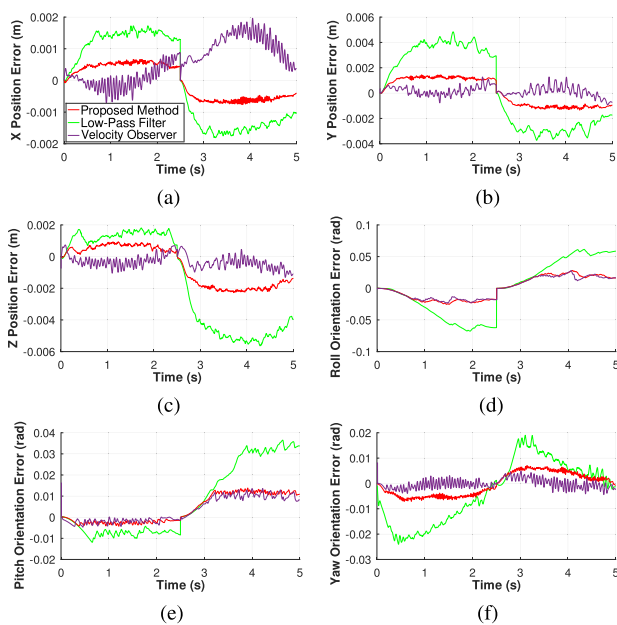 0.002
0.001
0
-0.001
-0.002
X Position Error (m)
Proposed Method
Low-Pass Filter
Velocity Observer
0 1 2 3 4 5
Time (s)
(a)
0.006
0.004
0.002
0
-0.002
-0.004
Y Position Error (m)
0 1 2 3 4 5
Time (s)
(b)
0.002
0
-0.002
-0.004
-0.006
Z Position Error (m)
0 1 2 3 4 5
Time (s)
(c)
0.1
0.05
0
-0.05
-0.1
Roll Orientation Error (rad)
0 1 2 3 4 5
Time (s)
(d)
0.04
0.03
0.02
0.01
0
-0.01
-0.02
Pitch Orientation Error (rad)
0 1 2 3 4 5
Time (s)
(e)
0.02
0.01
0
-0.01
-0.02
-0.03
Yaw Orientation Error (rad)
0 1 2 3 4 5
Time (s)
(f)